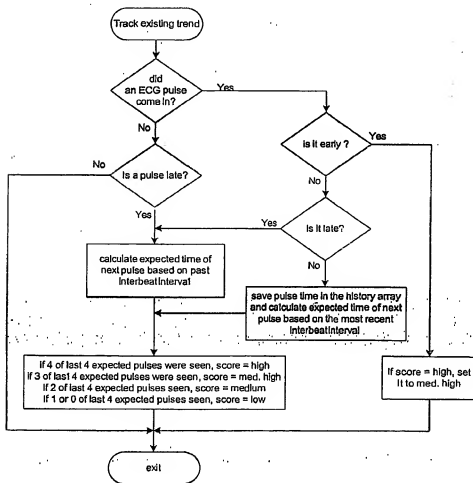 Track existing trend
did
an ECG pulse
come in?
Yes
No
Is it early ?
Yes
No
No
Is a pulse late?
Yes
Yes
Is it late?
No
calculate expected time of
next pulse based on past
InterbeatInterval
save pulse time in the history array
and calculate expected time of next
pulse based on the most recent
InterbeatInterval
If 4 of last 4 expected pulses were seen, score = high
If 3 of last 4 expected pulses were seen, score = med. high
If 2 of last 4 expected pulses seen, score = medium
If 1 or 0 of last 4 expected pulses seen, score = low
If score = high, set
it to med. high
exit